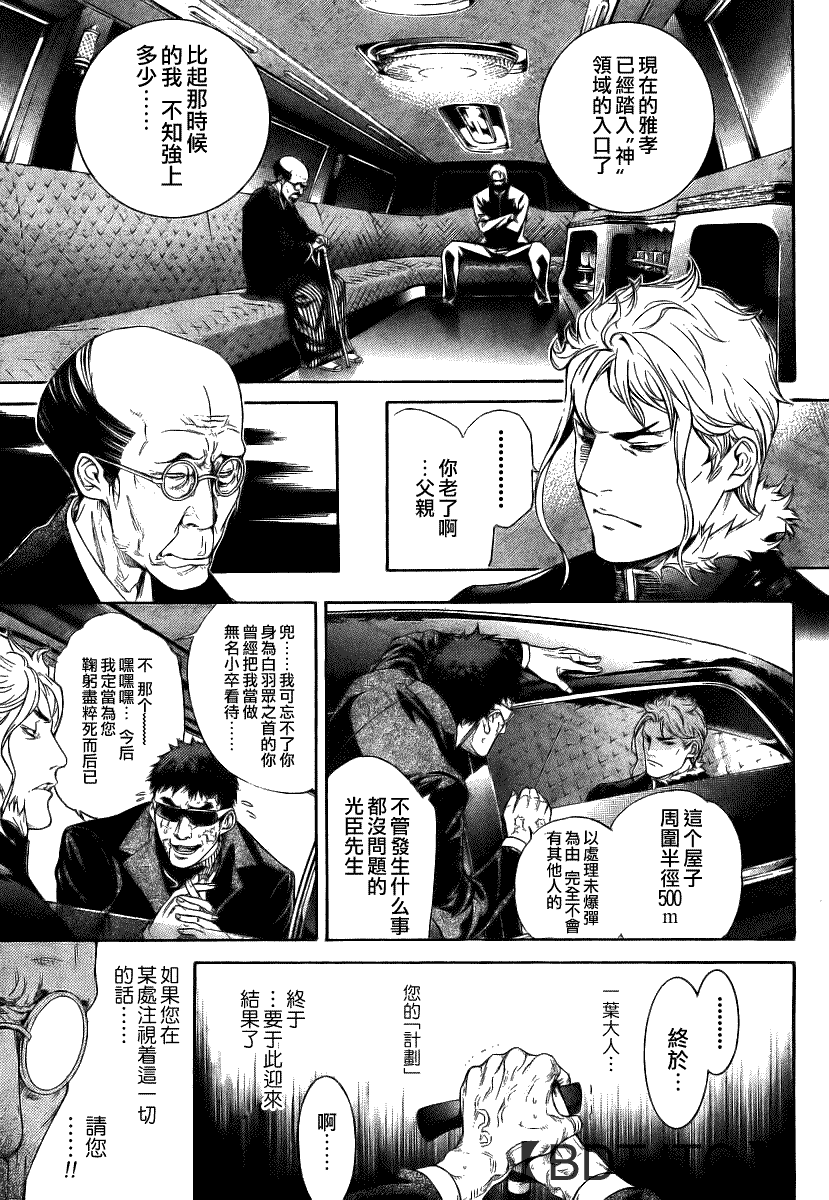 現在的雅孝
已經踏入”神“
領域的入口了
比起那時候
的我 不知強上
多少……
………
你老了啊
…父親
這个屋子
周圍半徑
500
m
以處理未爆彈
為由 完全不會
有其他人的
不管發生什么事
都沒問題的
光臣先生
兜……我可忘不了你
身為白羽眾之首的你
曾經把我當做
無名小卒看待……
不 那个——
嘿嘿嘿… 今后
我定當為您
鞠躬盡粹死而后已
………
終於…
一葉大人…
您的「計劃」
終于
…要于此迎來
結果了
啊…
如果您在
某處注視着這一切
的話……
請您
……!!